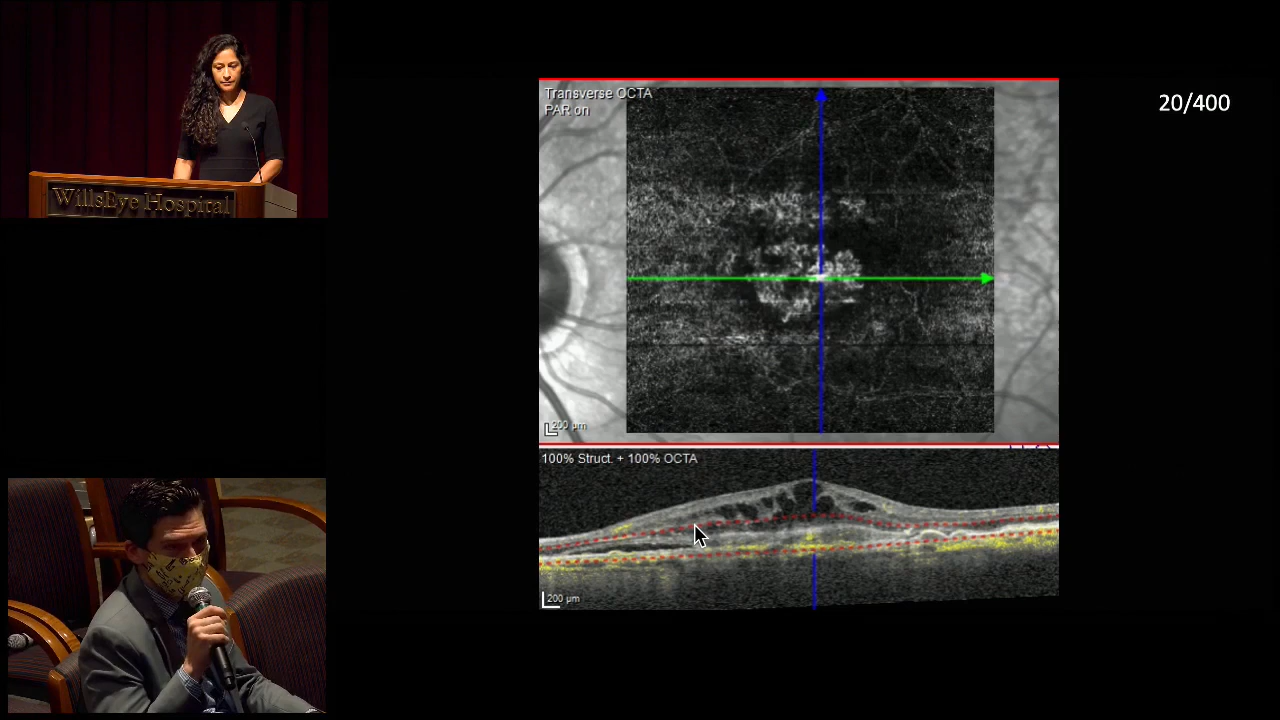 WillsEye Hospital
Transverse OCTA
PAR on
200 µm
20/400
100% Struct. + 100% OCTA
200 µm